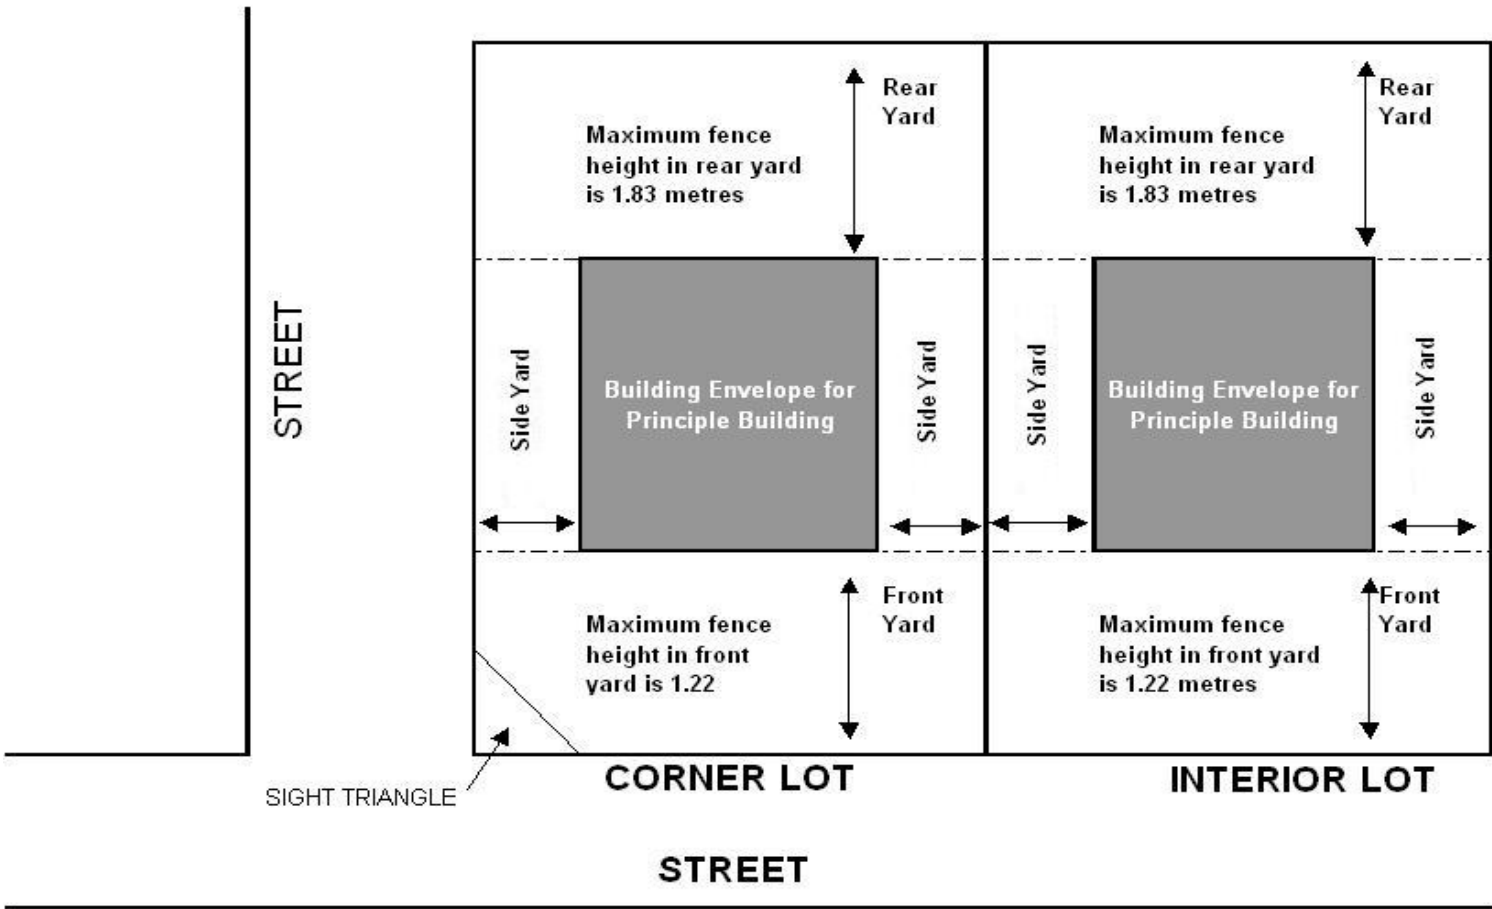 Rear
Yard
Maximum fence
height in rear yard
is 1.83 metres
Rear
Yard
Maximum fence
height in rear yard
is 1.83 metres
STREET
Side Yard
Building Envelope for
Principle Building
Side Yard
Side Yard
Building Envelope for
Principle Building
Side Yard
Front
Yard
Maximum fence
height in front
yard is 1.22
Front
Yard
Maximum fence
height in front yard
is 1.22 metres
SIGHT TRIANGLE
CORNER LOT
INTERIOR LOT
STREET